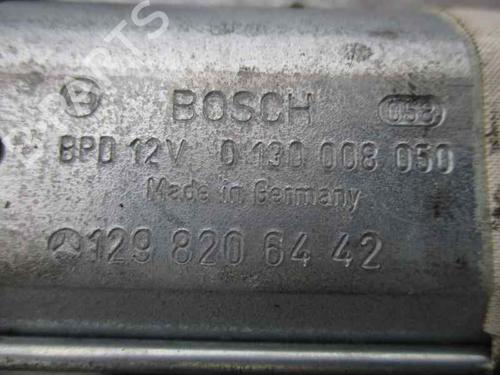 BOSCH 058
BPD 12V 0 130 008 050
Made in Germany
129 820 64 42